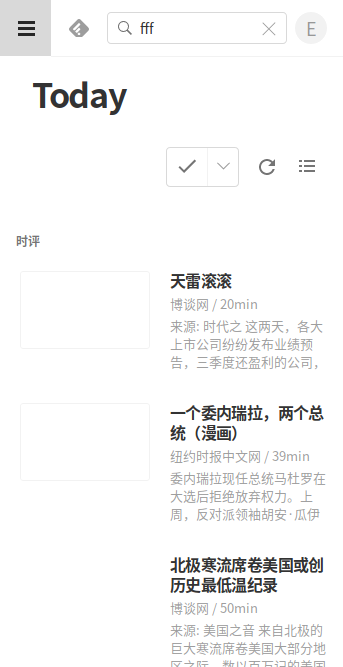 fff
E
Today
时评
天雷滚滚
博谈网 / 20min
来源: 时代之 这两天，各大
上市公司纷纷发布业绩预
告，三季度还盈利的公司，
一个委内瑞拉，两个总
统（漫画）
纽约时报中文网 / 39min
委内瑞拉现任总统马杜罗在
大选后拒绝放弃权力。上
周，反对派领袖胡安·瓜伊
北极寒流席卷美国或创
历史最低温纪录
博谈网 / 50min
来源: 美国之音 来自北极的
巨大寒流席卷美国大部分地
区之际，数以百万记的美国